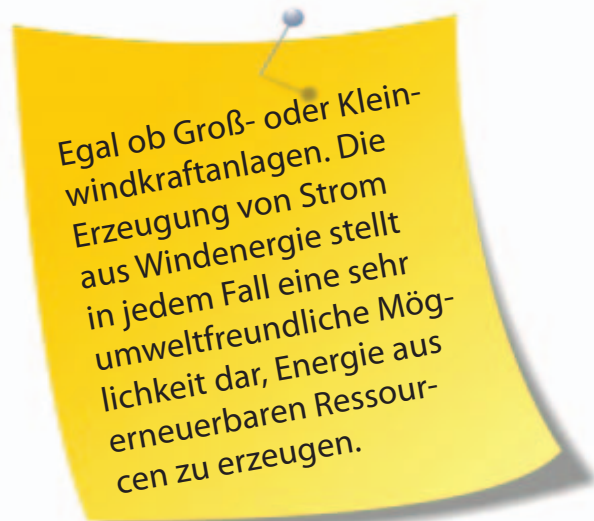 Egal ob Groß- oder Klein-
windkraftanlagen. Die
Erzeugung von Strom
aus Windenergie stellt
in jedem Fall eine sehr
umweltfreundliche Mög-
lichkeit dar, Energie aus
erneuerbaren Ressour-
cen zu erzeugen.